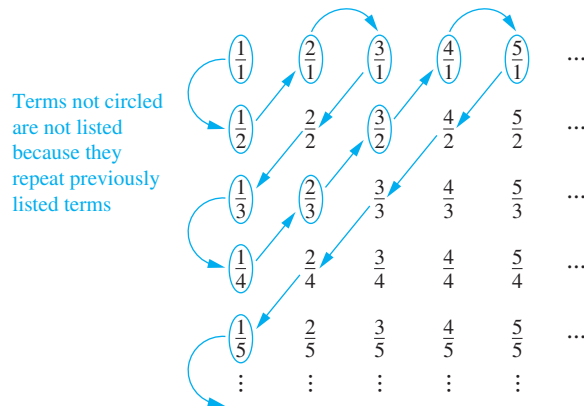 1/1 2/1 3/1 4/1 5/1 ...
Terms not circled
are not listed
because they
repeat previously
listed terms
1/2 2/2 3/2 4/2 5/2 ...
1/3 2/3 3/3 4/3 5/3 ...
1/4 2/4 3/4 4/4 5/4 ...
1/5 2/5 3/5 4/5 5/5 ...
⋮ ⋮ ⋮ ⋮ ⋮